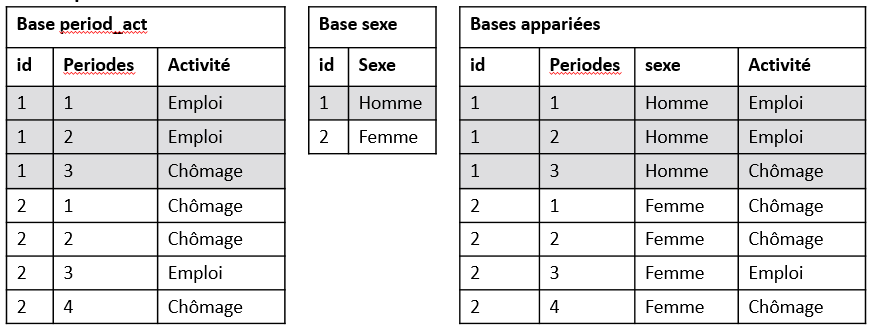 Base period_act
id Periodes Activité
1 1 Emploi
1 2 Emploi
1 3 Chômage
2 1 Chômage
2 2 Chômage
2 3 Emploi
2 4 Chômage
Base sexe
id Sexe
1 Homme
2 Femme
Bases appariées
id Periodes sexe Activité
1 1 Homme Emploi
1 2 Homme Emploi
1 3 Homme Chômage
2 1 Femme Chômage
2 2 Femme Chômage
2 3 Femme Emploi
2 4 Femme Chômage